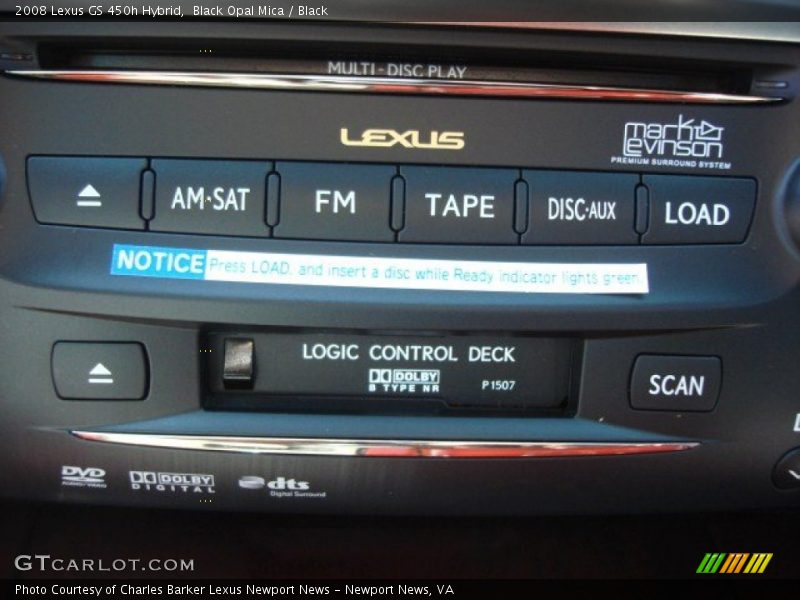 2008 Lexus GS 450h Hybrid, Black Opal Mica / Black
MULTI-DISC PLAY
LEXUS
mark levinson
PREMIUM SURROUND SYSTEM
AM·SAT FM TAPE DISC·AUX LOAD
NOTICE Press LOAD, and insert a disc while Ready indicator lights green.
LOGIC CONTROL DECK
DOLBY
B TYPE NR
P1507
SCAN
DVD
AUDIO/VIDEO
DOLBY
DIGITAL
dts
Digital Surround
GTCARLOT.COM
Photo Courtesy of Charles Barker Lexus Newport News - Newport News, VA